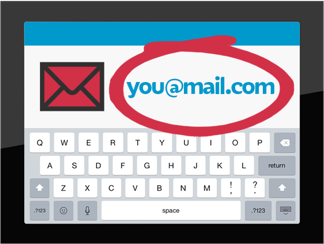 you@mail.com
Q W E R T Y U I O P
A S D F G H J K L return
Z X C V B N M ! , ? .
.?123 space .?123